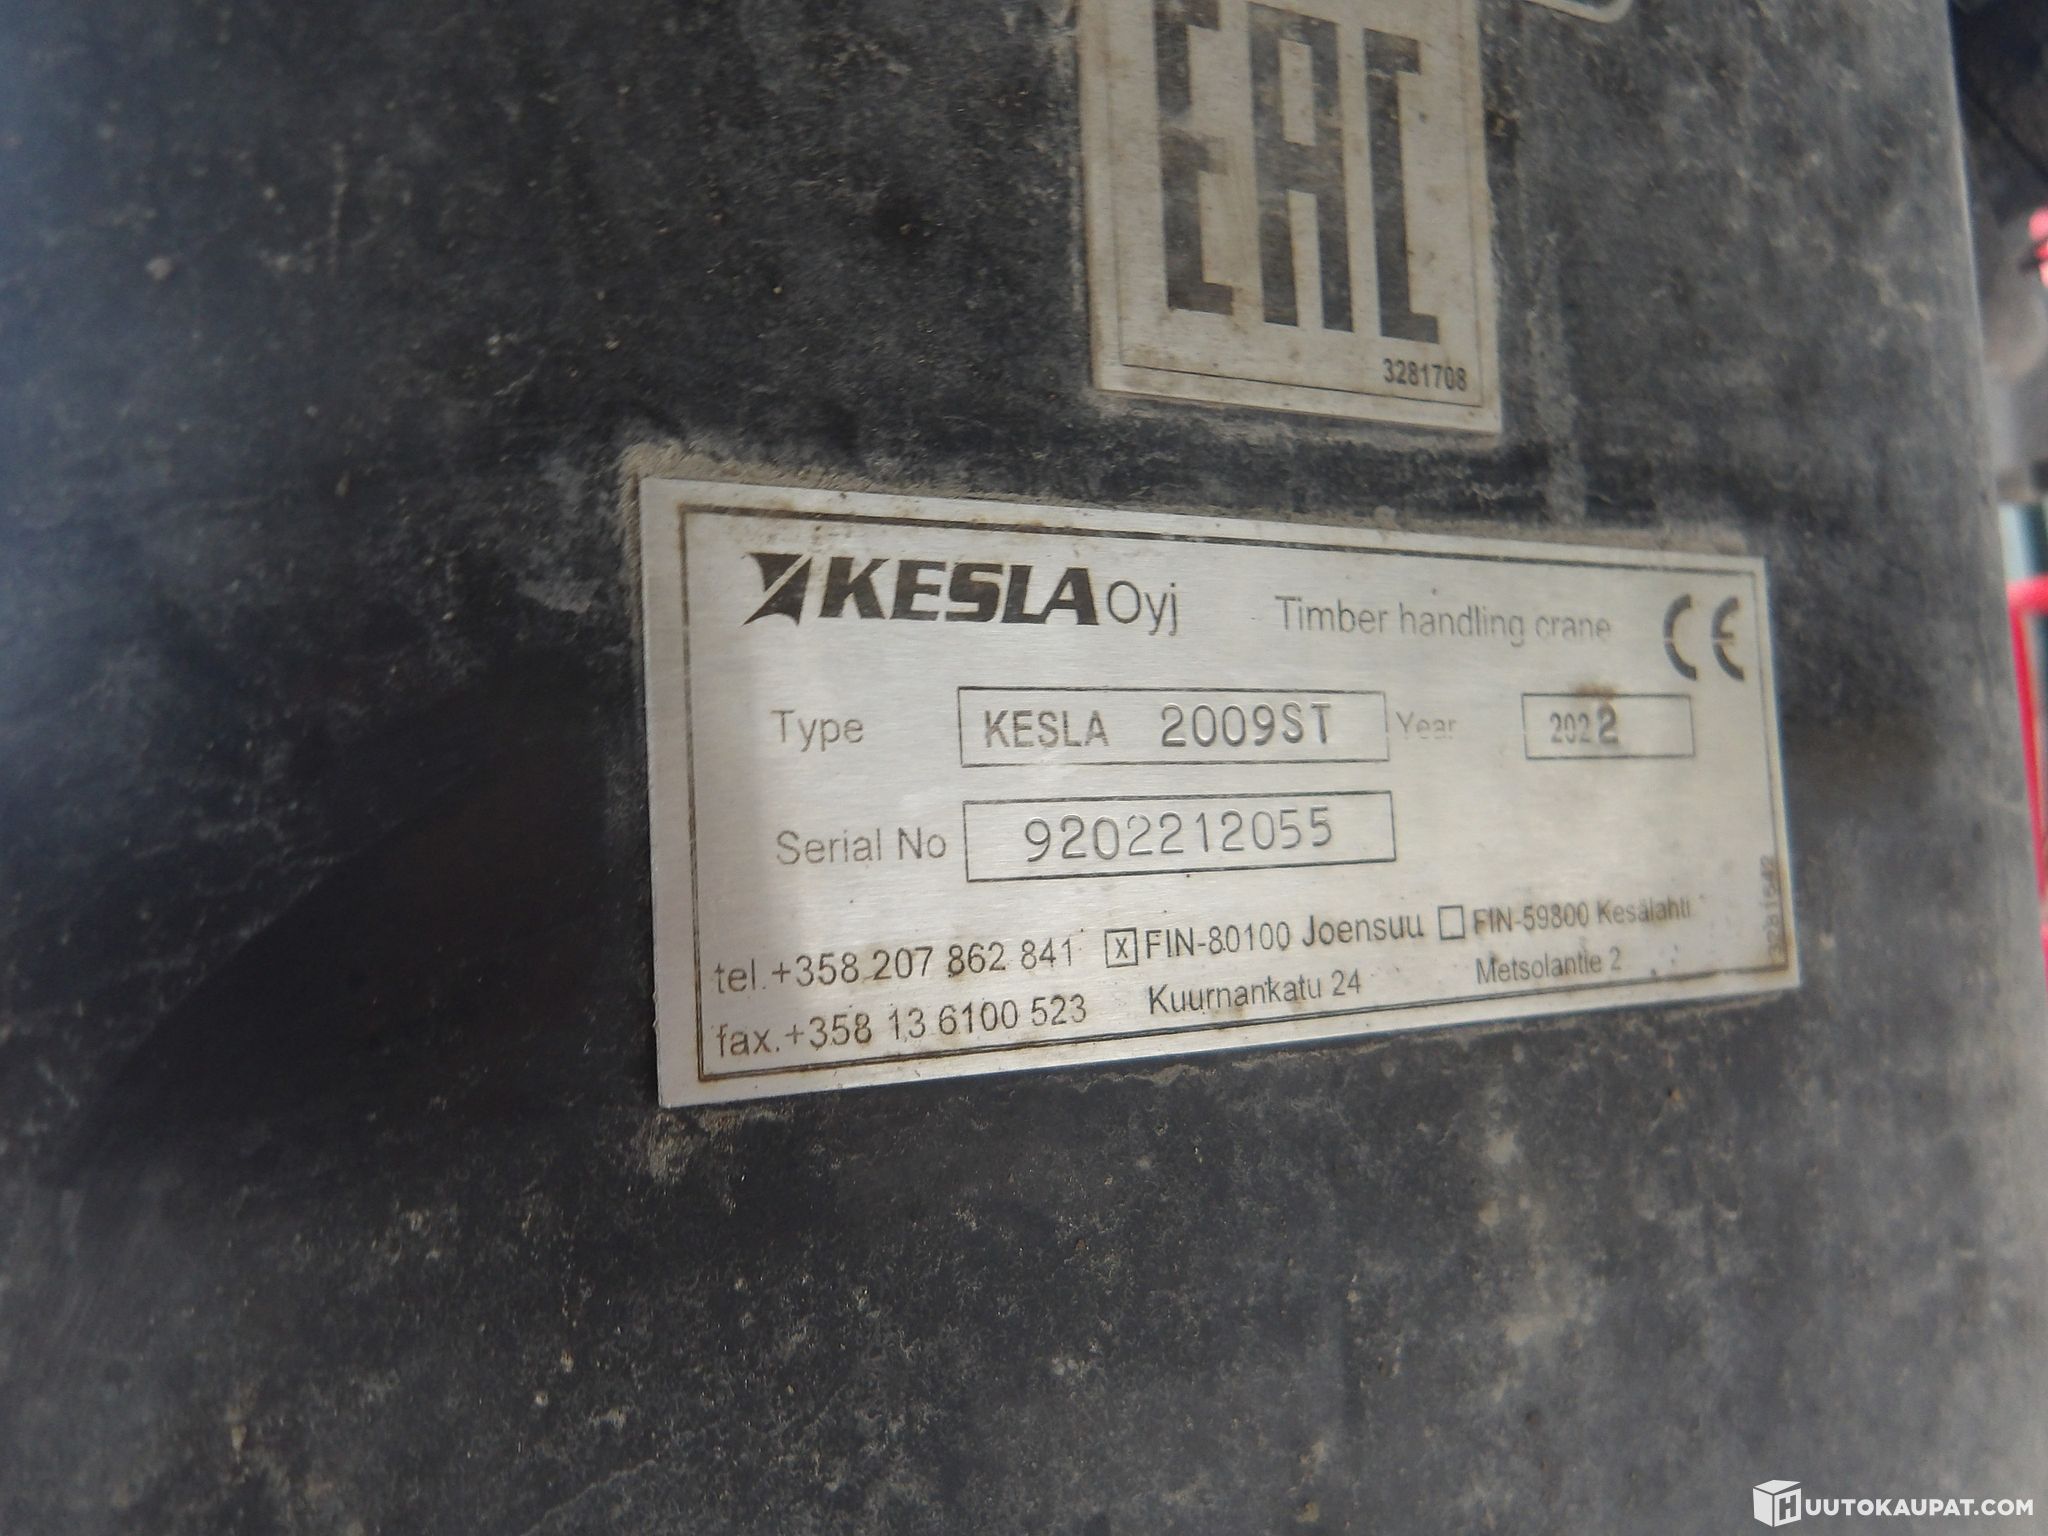 EAC
3281708
KESLA Oyj Timber handling crane CE
Type KESLA 2009ST Year 2022
Serial No 9202212055
tel.+358 207 862 841 x FIN-80100 Joensuu FIN-59800 Kesälahti
fax.+358 13 6100 523 Kuurnankatu 24 Metsolantie 2
3281642
HUUTOKAUPAT.COM